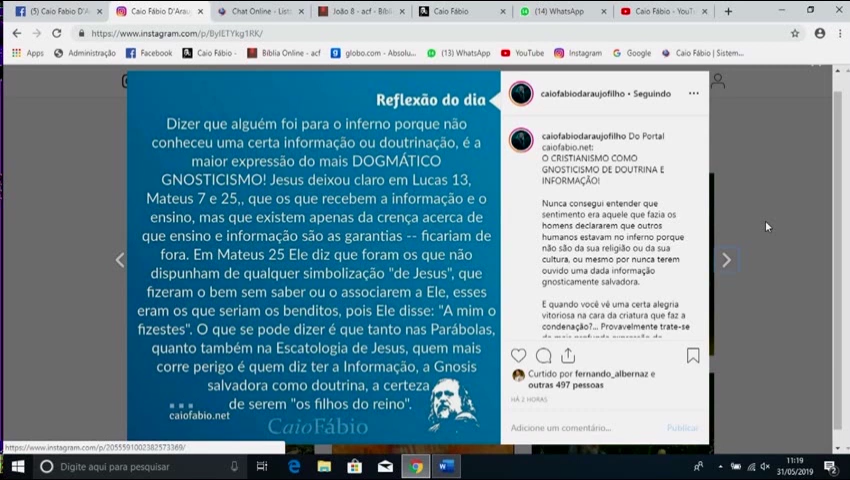 (5) Caio Fabio D'A
Caio Fábio D'Arau
Chat Online - List
João 8 - acf - Bíbli
Caio Fábio
(14) WhatsApp
Caio Fábio - YouT
https://www.instagram.com/p/ByIETYkg1RK/
Apps
Administração
Facebook
Caio Fábio -
Bíblia Online - acf
globo.com - Absolu...
(13) WhatsApp
YouTube
Instagram
Google
Caio Fábio | Sistem...
Reflexão do dia
Dizer que alguém foi para o inferno porque não
conheceu uma certa informação ou doutrinação, é a
maior expressão do mais DOGMÁTICO
GNOSTICISMO! Jesus deixou claro em Lucas 13,
Mateus 7 e 25,, que os que recebem a informação e o
ensino, mas que existem apenas da crença acerca de
que ensino e informação são as garantias -- ficariam de
fora. Em Mateus 25 Ele diz que foram os que não
dispunham de qualquer simbolização "de Jesus", que
fizeram o bem sem saber ou o associarem a Ele, esses
eram os que seriam os benditos, pois Ele disse: "A mim o
fizestes". O que se pode dizer é que tanto nas Parábolas,
quanto também na Escatologia de Jesus, quem mais
corre perigo é quem diz ter a Informação, a Gnosis
salvadora como doutrina, a certeza
de serem "os filhos do reino".
caiofabio.net
CaioFábio
caiofabiodaraujofilho • Seguindo
caiofabiodaraujofilho Do Portal
caiofabio.net:
O CRISTIANISMO COMO
GNOSTICISMO DE DOUTRINA E
INFORMAÇÃO!
Nunca consegui entender que
sentimento era aquele que fazia os
homens declararem que outros
humanos estavam no inferno porque
não são da sua religião ou da sua
cultura, ou mesmo por nunca terem
ouvido uma dada informação
gnosticamente salvadora.
E quando você vê uma certa alegria
vitoriosa na cara da criatura que faz a
condenação?... Provavelmente trate-se
Curtido por fernando_albernaz e
outras 497 pessoas
HÁ 2 HORAS
Adicione um comentário...
Publicar
https://www.instagram.com/p/2055591002382573369/
Digite aqui para pesquisar
11:19
31/05/2019